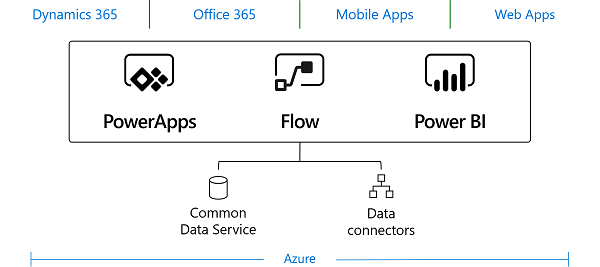 Dynamics 365
Office 365
Mobile Apps
Web Apps
PowerApps
Flow
Power BI
Common
Data Service
Data
connectors
Azure